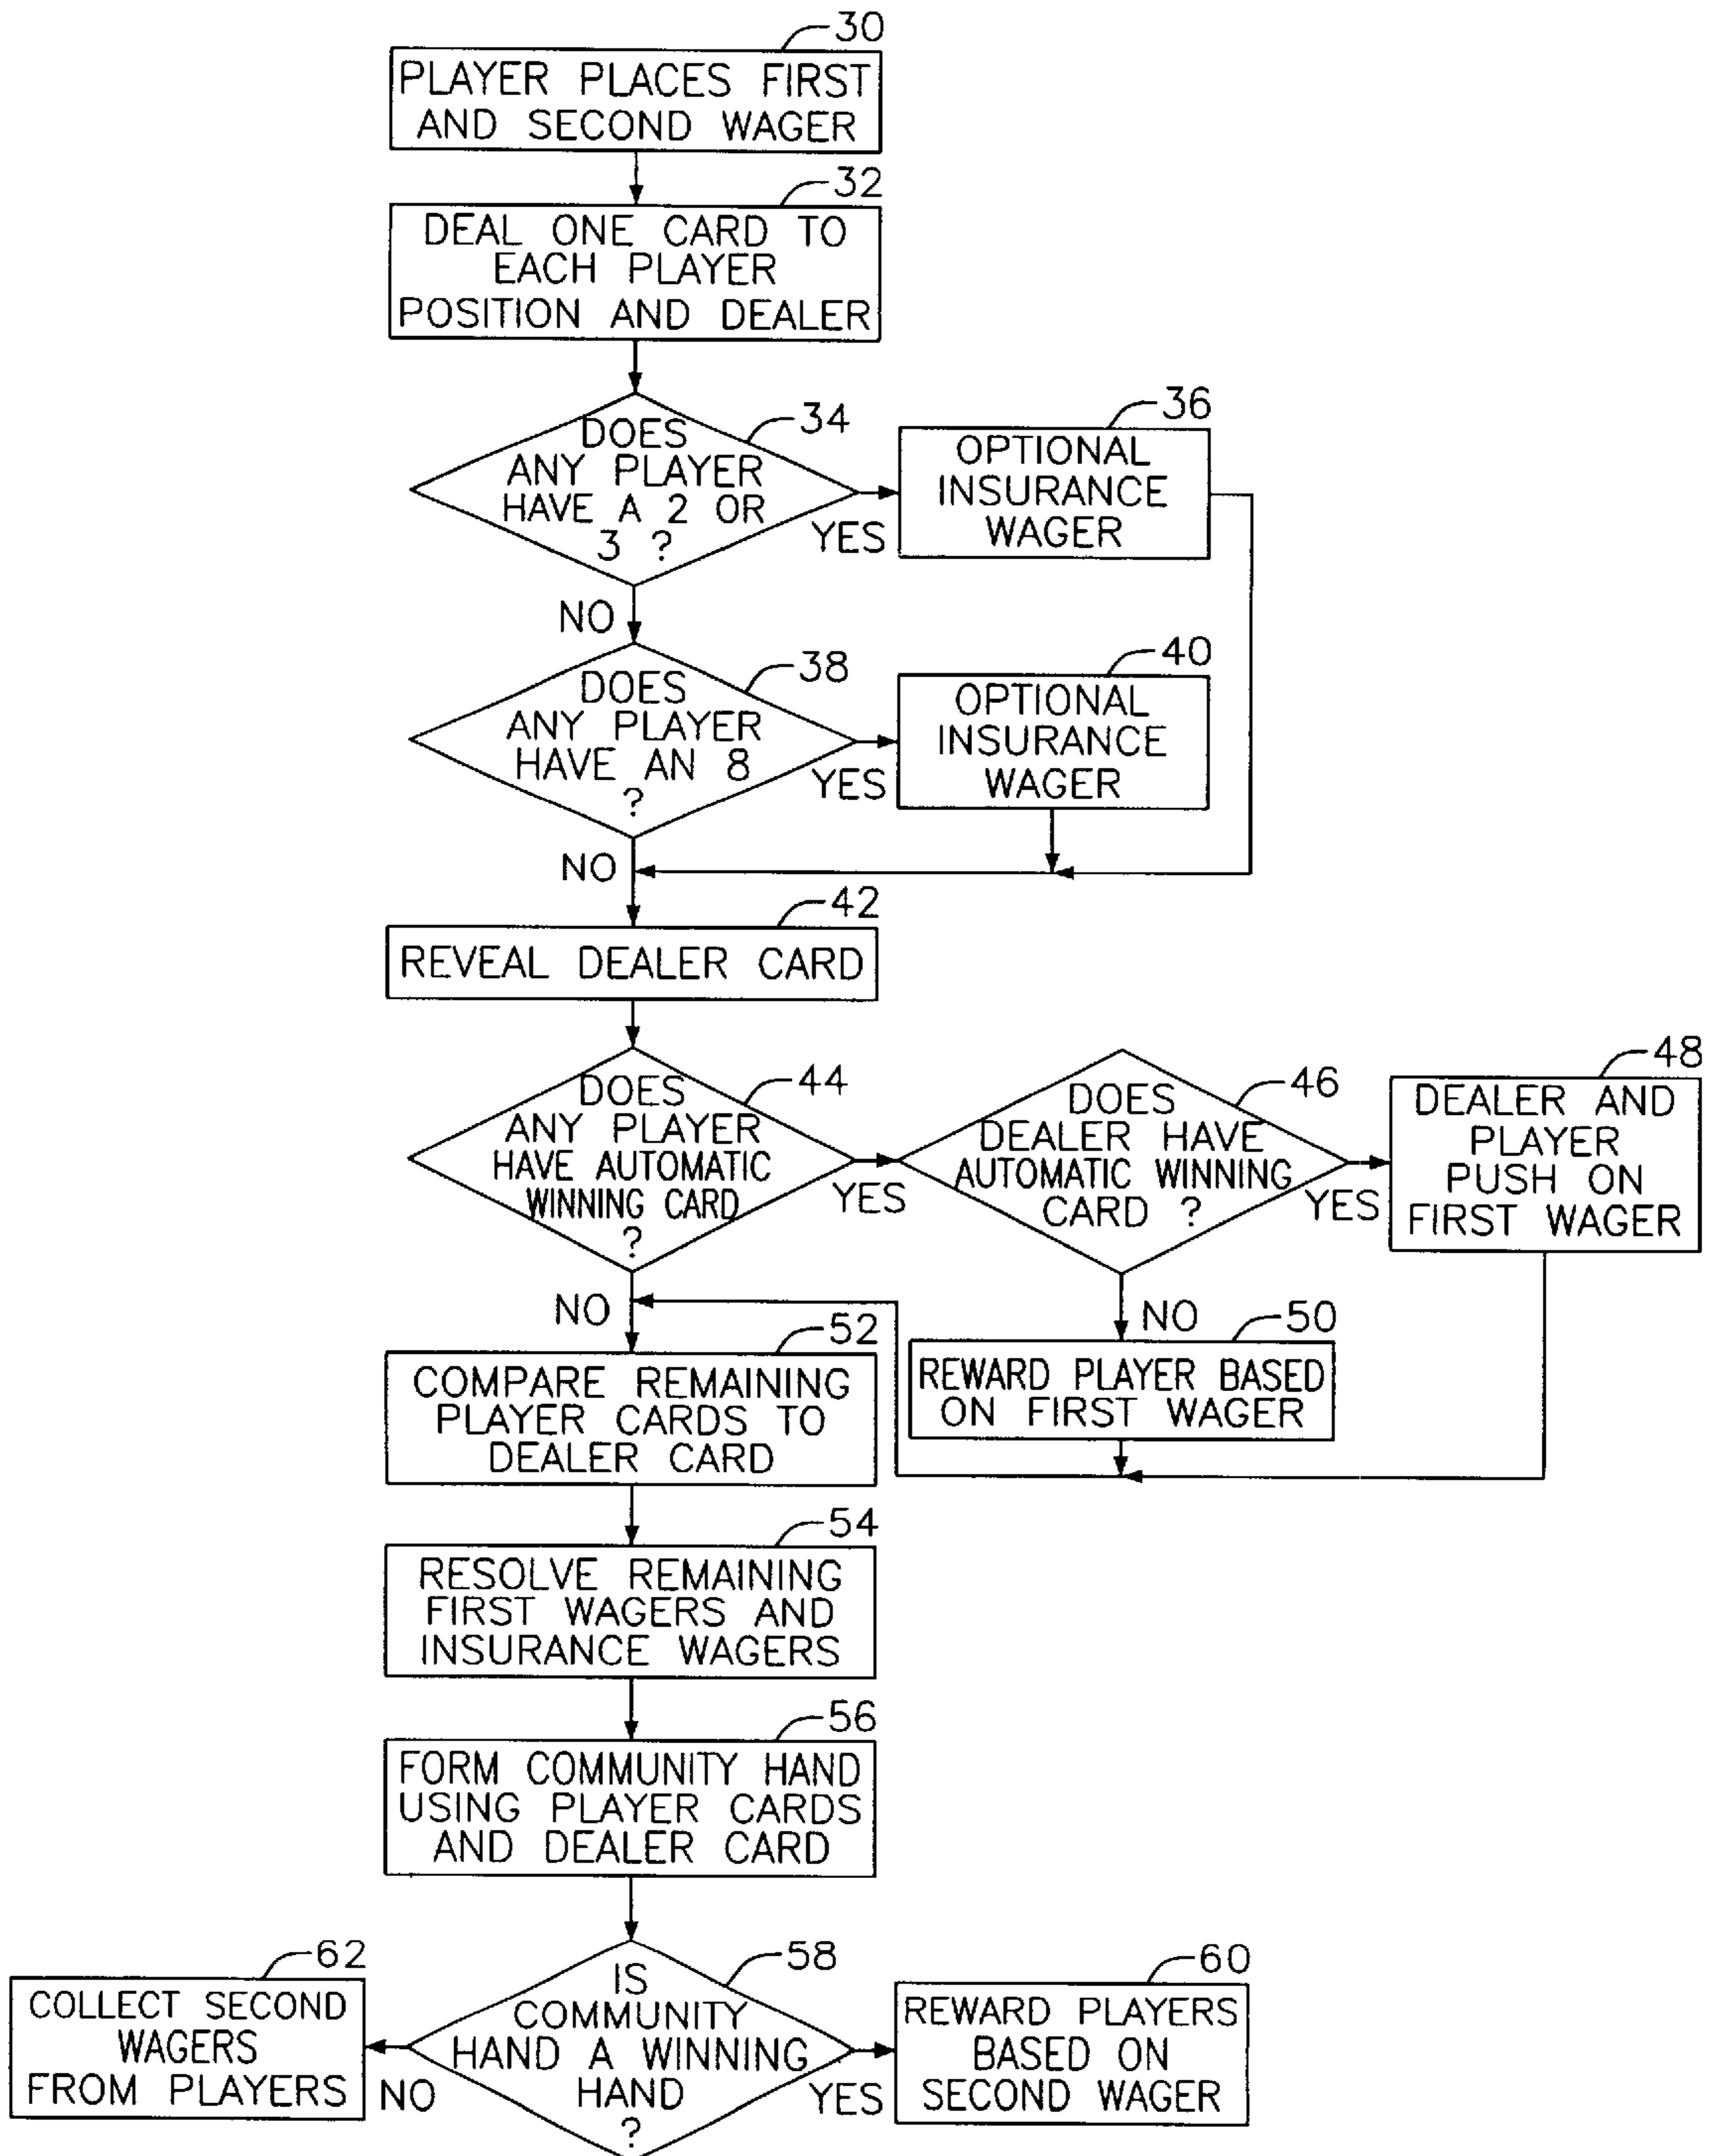 30
PLAYER PLACES FIRST
AND SECOND WAGER
32
DEAL ONE CARD TO
EACH PLAYER
POSITION AND DEALER
34
DOES
ANY PLAYER
HAVE A 2 OR
3 ?
YES
NO
36
OPTIONAL
INSURANCE
WAGER
38
DOES
ANY PLAYER
HAVE AN 8
?
YES
NO
40
OPTIONAL
INSURANCE
WAGER
42
REVEAL DEALER CARD
44
DOES
ANY PLAYER
HAVE AUTOMATIC
WINNING CARD
?
YES
NO
46
DOES
DEALER HAVE
AUTOMATIC WINNING
CARD ?
YES
NO
48
DEALER AND
PLAYER
PUSH ON
FIRST WAGER
50
REWARD PLAYER BASED
ON FIRST WAGER
52
COMPARE REMAINING
PLAYER CARDS TO
DEALER CARD
54
RESOLVE REMAINING
FIRST WAGERS AND
INSURANCE WAGERS
56
FORM COMMUNITY HAND
USING PLAYER CARDS
AND DEALER CARD
58
IS
COMMUNITY
HAND A WINNING
HAND
?
NO
YES
62
COLLECT SECOND
WAGERS
FROM PLAYERS
60
REWARD PLAYERS
BASED ON
SECOND WAGER